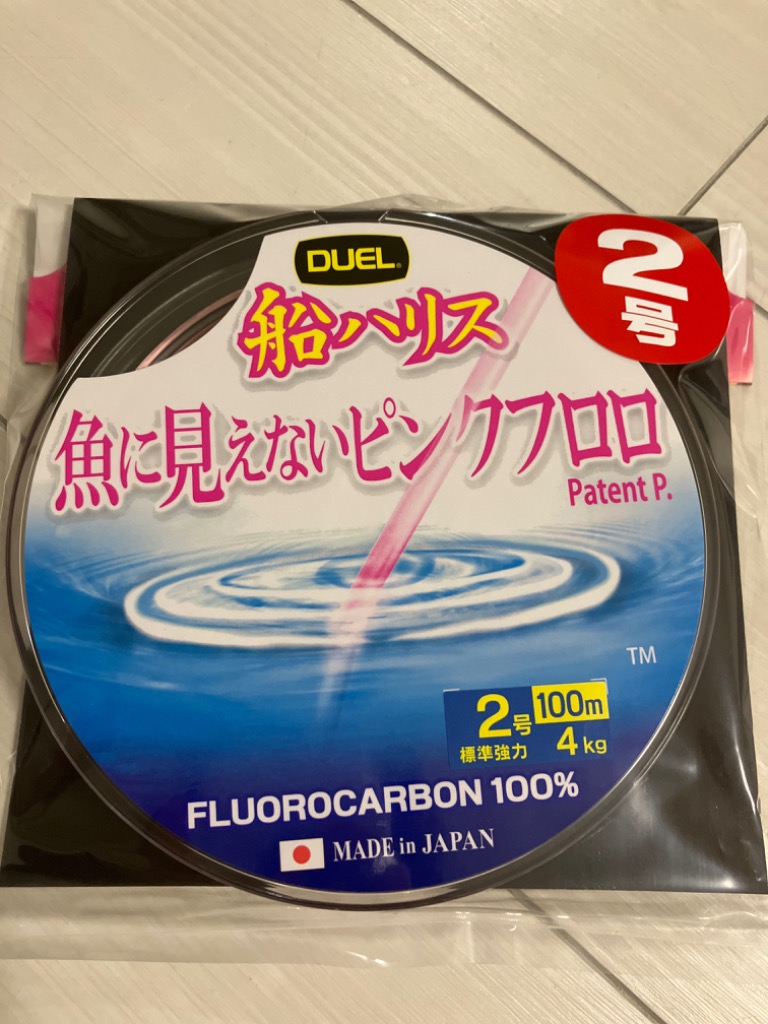 DUEL®
2号
船ハリス
魚に見えないピンクフロロ
Patent P.
TM
2号 100m
標準強力 4kg
FLUOROCARBON 100%
MADE in JAPAN